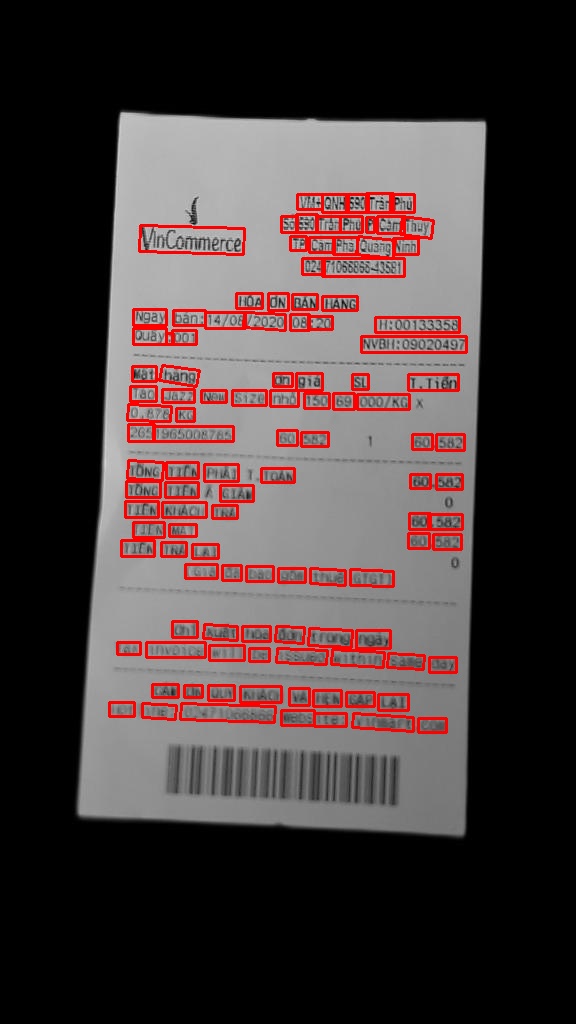 VM+ QNH 590 Trần Phú
Số 590 Trần Phú P. Cẩm Thủy
VinCommerce
TP. Cẩm Phả, Quảng Ninh
024 71066866-43581
HÓA ĐƠN BÁN HÀNG
Ngày bán:14/08/2020 08:20 H:00133358
Quầy:001 NVBH:09020497
Mặt hàng Đơn giá SL T.Tiền
Táo Jazz New Size nhỏ 150 69.000/KG X
0,878 KG
2651965008785 60.582 1 60.582
TỔNG TIỀN PHẢI T.TOÁN 60.582
TỔNG TIỀN ĐÃ GIẢM 0
TIỀN KHÁCH TRẢ 60.582
TIỀN MẶT 60.582
TIỀN TRẢ LẠI 0
(Giá đã bao gồm thuế GTGT)
Chỉ xuất hóa đơn trong ngày
Tax invoice will be issued within same day
CẢM ƠN QUÝ KHÁCH VÀ HẸN GẶP LẠI
Hotline: 02471066866 Website: vinmart.com